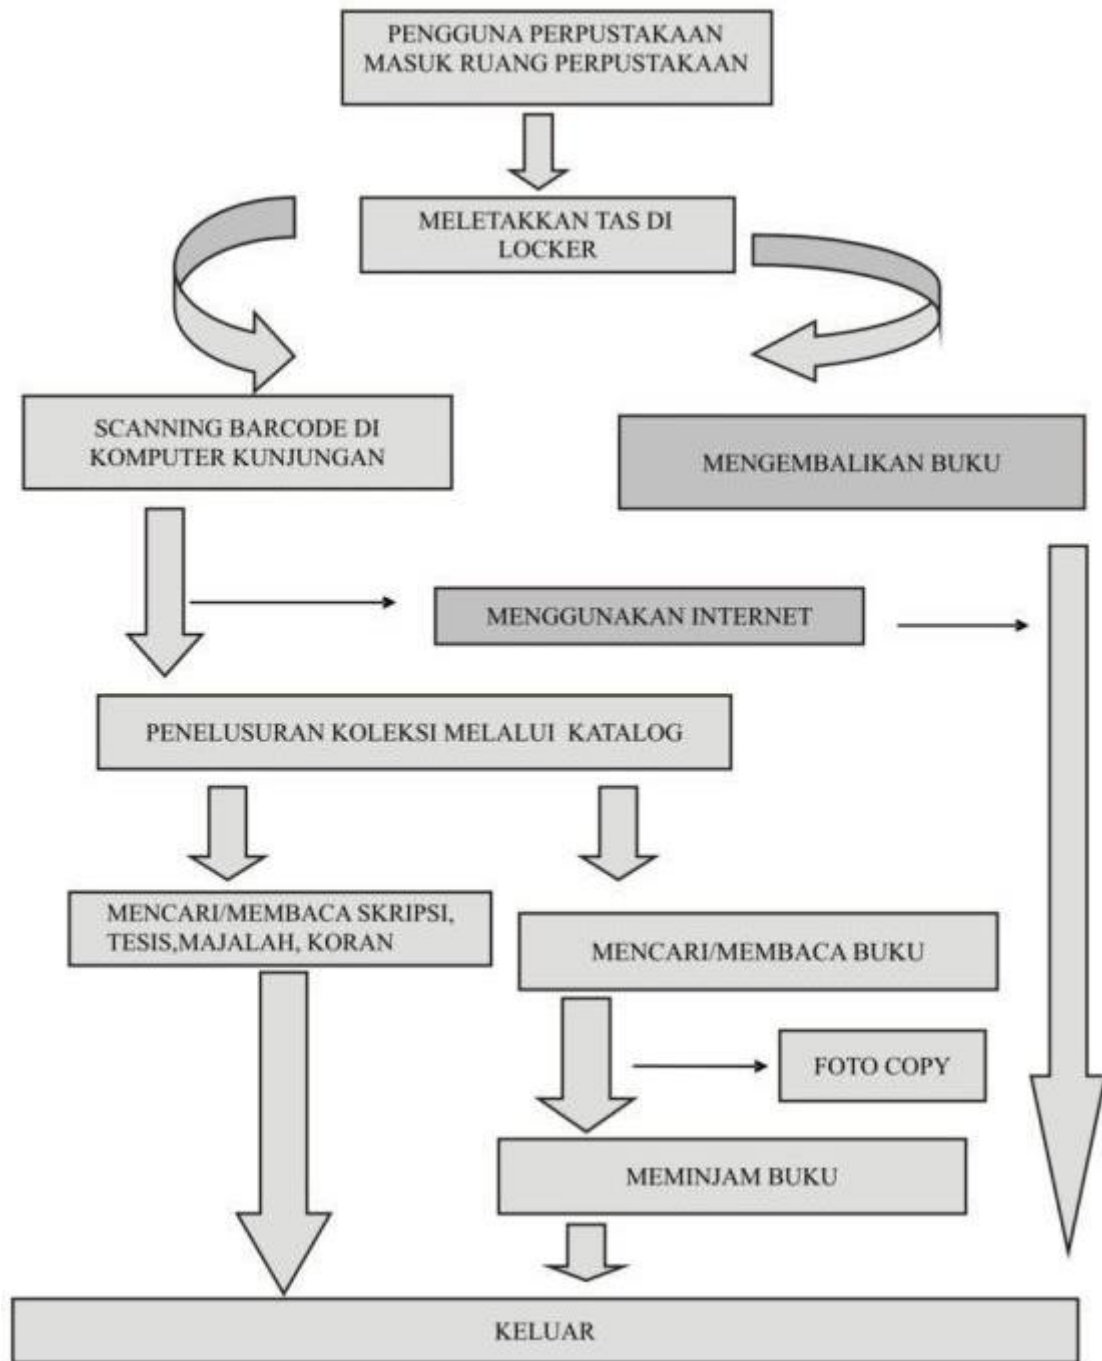 PENGGUNA PERPUSTAKAAN
MASUK RUANG PERPUSTAKAAN
MELETAKKAN TAS DI
LOCKER
SCANNING BARCODE DI
KOMPUTER KUNJUNGAN
MENGEMBALIKAN BUKU
MENGGUNAKAN INTERNET
PENELUSURAN KOLEKSI MELALUI KATALOG
MENCARI/MEMBACA SKRIPSI,
TESIS,MAJALAH, KORAN
MENCARI/MEMBACA BUKU
FOTO COPY
MEMINJAM BUKU
KELUAR